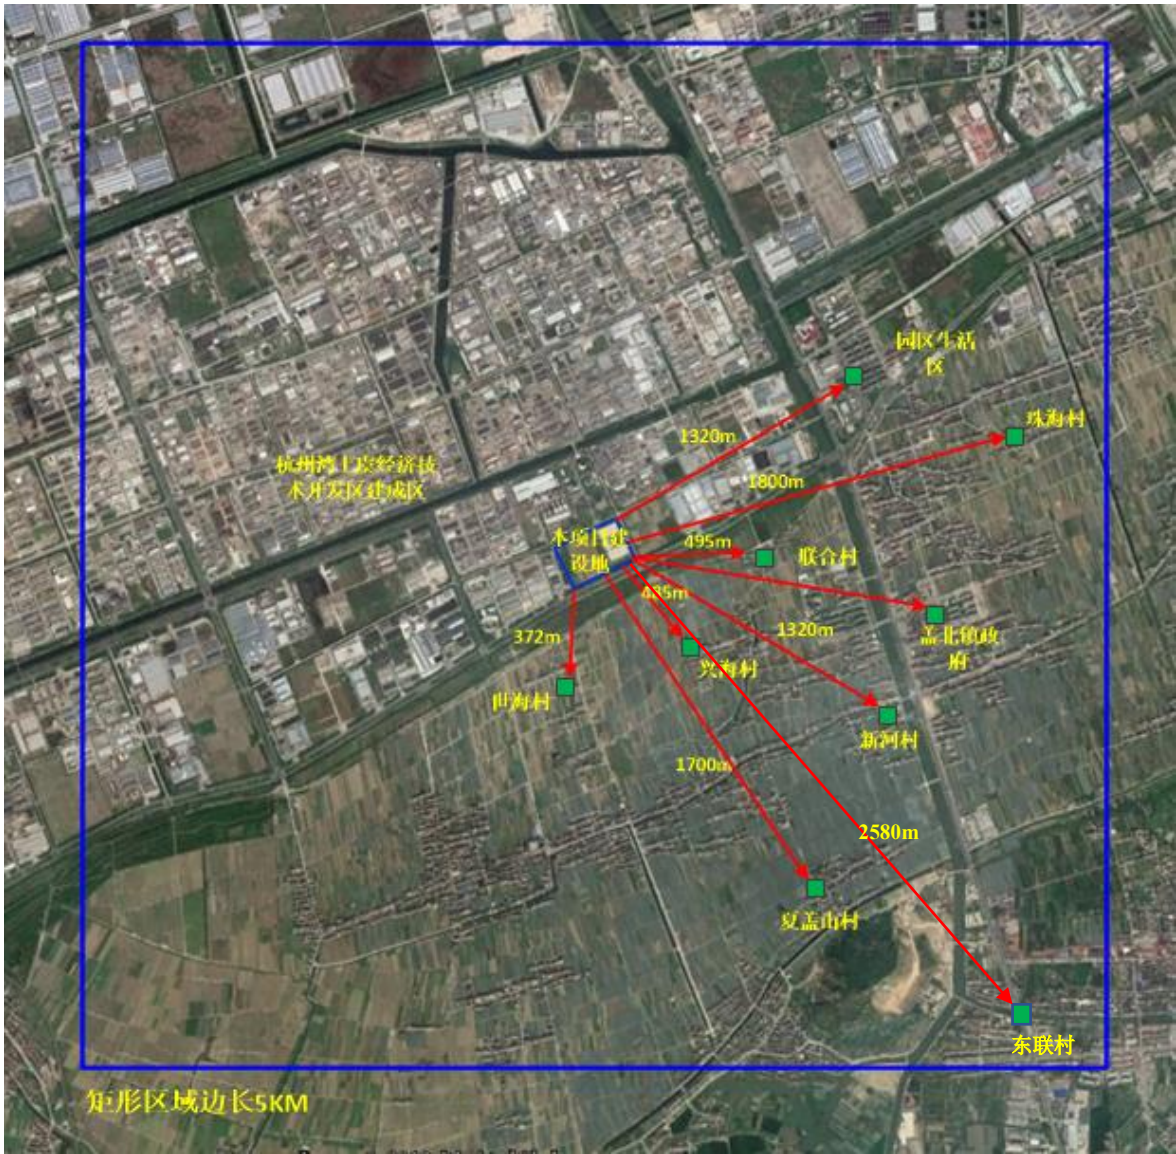 园区生活
区
珠海村
1320m
杭州湾上虞经济技
术开发区建成区
1800m
本项目建
设地
495m
联合村
485m
盖北镇政
府
1320m
372m
兴海村
世海村
新河村
1700m
2580m
夏盖山村
东联村
矩形区域边长5KM